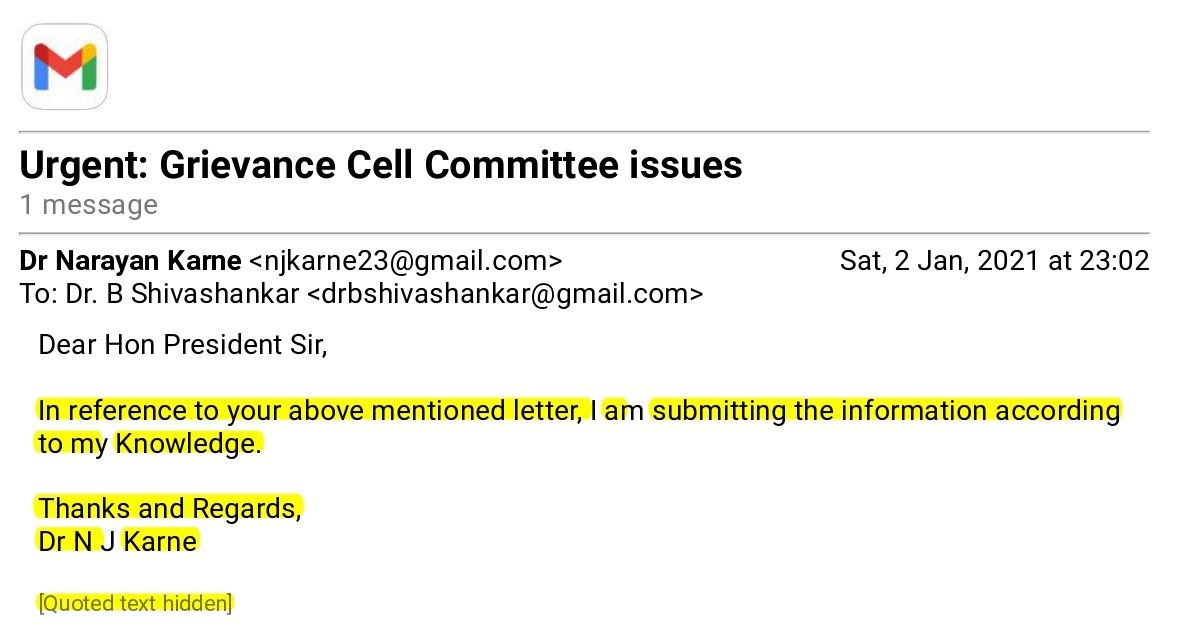 Urgent: Grievance Cell Committee issues
1 message
Dr Narayan Karne <njkarne23@gmail.com> Sat, 2 Jan, 2021 at 23:02
To: Dr. B Shivashankar <drbshivashankar@gmail.com>
Dear Hon President Sir,
In reference to your above mentioned letter, I am submitting the information according
to my Knowledge.
Thanks and Regards,
Dr N J Karne
[Quoted text hidden]